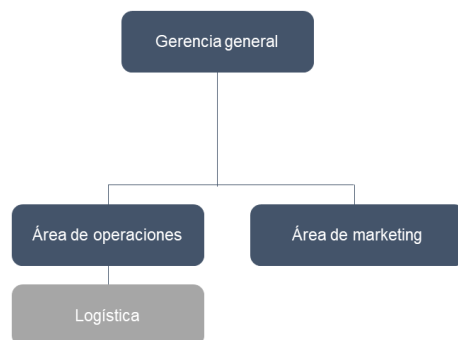 Gerencia general
Área de operaciones
Área de marketing
Logística